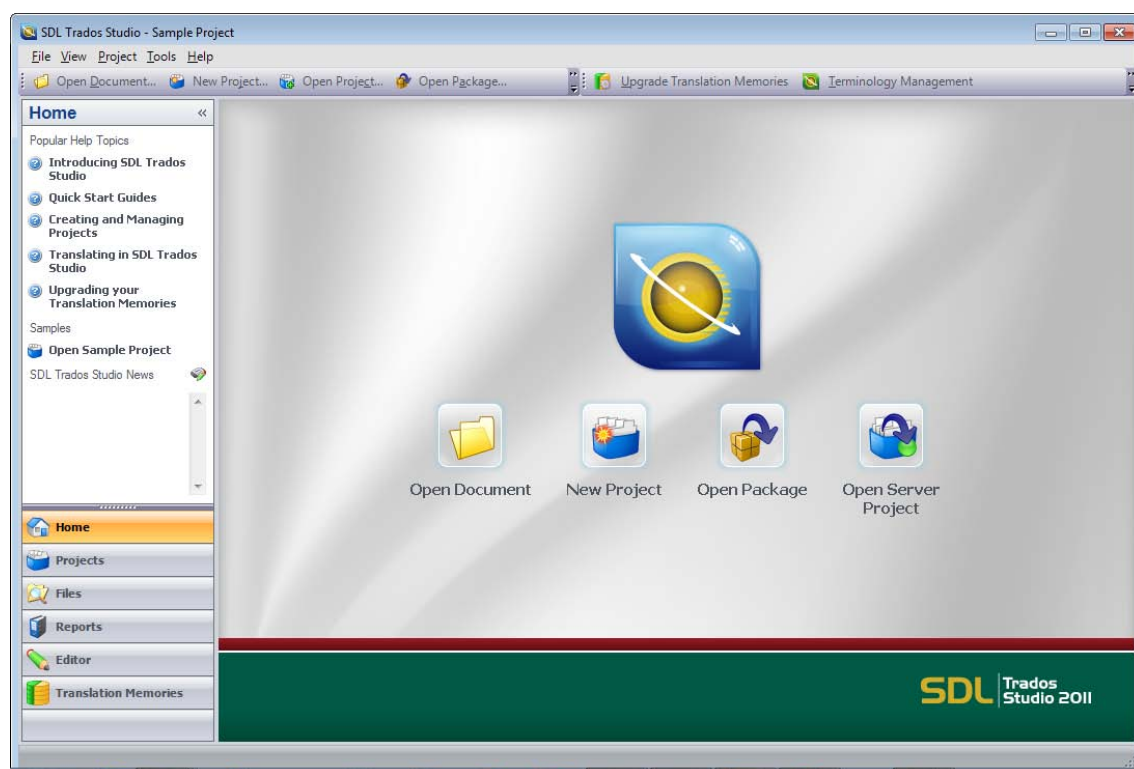 SDL Trados Studio - Sample Project
File View Project Tools Help
Open Document... New Project... Open Project... Open Package... Upgrade Translation Memories Terminology Management
Home «
Popular Help Topics
Introducing SDL Trados
Studio
Quick Start Guides
Creating and Managing
Projects
Translating in SDL Trados
Studio
Upgrading your
Translation Memories
Samples
Open Sample Project
SDL Trados Studio News
Home
Projects
Files
Reports
Editor
Translation Memories
Open Document
New Project
Open Package
Open Server
Project
SDL Trados
Studio 2011